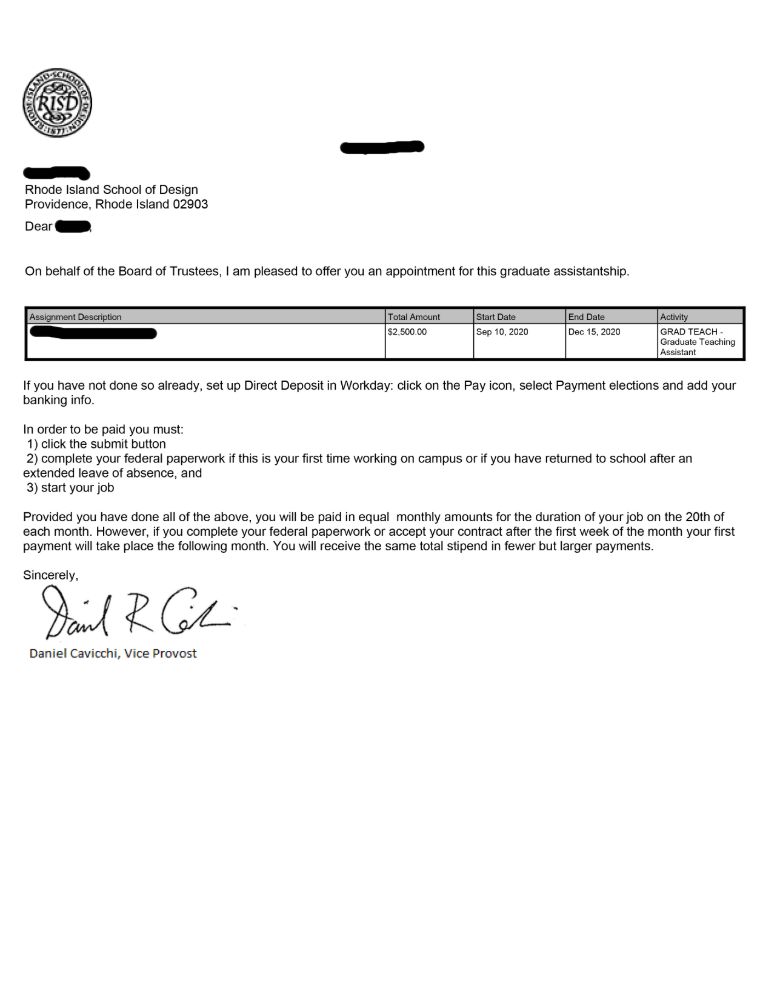 RHODE·ISLAND·SCHOOL·OF·DESIGN
RISD
·1877·
Rhode Island School of Design
Providence, Rhode Island 02903
Dear ,
On behalf of the Board of Trustees, I am pleased to offer you an appointment for this graduate assistantship.
Assignment Description Total Amount Start Date End Date Activity
$2,500.00 Sep 10, 2020 Dec 15, 2020 GRAD TEACH -
Graduate Teaching
Assistant
If you have not done so already, set up Direct Deposit in Workday: click on the Pay icon, select Payment elections and add your
banking info.
In order to be paid you must:
1) click the submit button
2) complete your federal paperwork if this is your first time working on campus or if you have returned to school after an
extended leave of absence, and
3) start your job
Provided you have done all of the above, you will be paid in equal monthly amounts for the duration of your job on the 20th of
each month. However, if you complete your federal paperwork or accept your contract after the first week of the month your first
payment will take place the following month. You will receive the same total stipend in fewer but larger payments.
Sincerely,
Daniel R
Daniel Cavicchi, Vice Provost